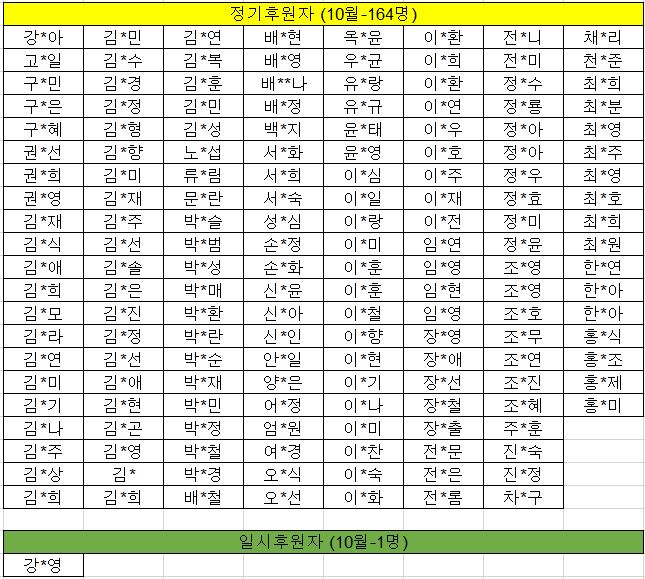 정기후원자 (10월-164명)
강*아 김*민 김*연 배*현 옥*윤 이*환 전*니 채*리
고*일 김*수 김*복 배*영 우*균 이*희 전*미 천*준
구*민 김*경 김*훈 배**나 유*랑 이*환 정*수 최*희
구*은 김*정 김*민 배*정 유*규 이*연 정*룡 최*분
구*혜 김*형 김*성 백*지 윤*태 이*우 정*아 최*영
권*선 김*향 노*섭 서*화 윤*영 이*호 정*아 최*주
권*희 김*미 류*림 서*희 이*심 이*주 정*우 최*영
권*영 김*재 문*란 서*숙 이*일 이*재 정*효 최*호
김*재 김*주 박*슬 성*심 이*랑 이*전 정*미 최*희
김*식 김*선 박*범 손*정 이*미 임*연 정*윤 최*원
김*애 김*솔 박*성 손*화 이*훈 임*영 조*영 한*연
김*희 김*은 박*매 신*윤 이*훈 임*현 조*영 한*아
김*모 김*진 박*환 신*아 이*철 임*영 조*호 한*아
김*라 김*정 박*란 신*인 이*향 장*영 조*무 홍*식
김*연 김*선 박*순 안*일 이*현 장*애 조*연 홍*조
김*미 김*애 박*재 양*은 이*기 장*선 조*진 홍*제
김*기 김*현 박*민 어*정 이*나 장*철 조*혜 홍*미
김*나 김*곤 박*정 엄*원 이*미 장*출 주*훈
김*주 김*영 박*철 여*경 이*찬 전*문 진*숙
김*상 김* 박*경 오*식 이*숙 전*은 진*정
김*희 김*희 배*철 오*선 이*화 전*롬 차*구
일시후원자 (10월-1명)
강*영